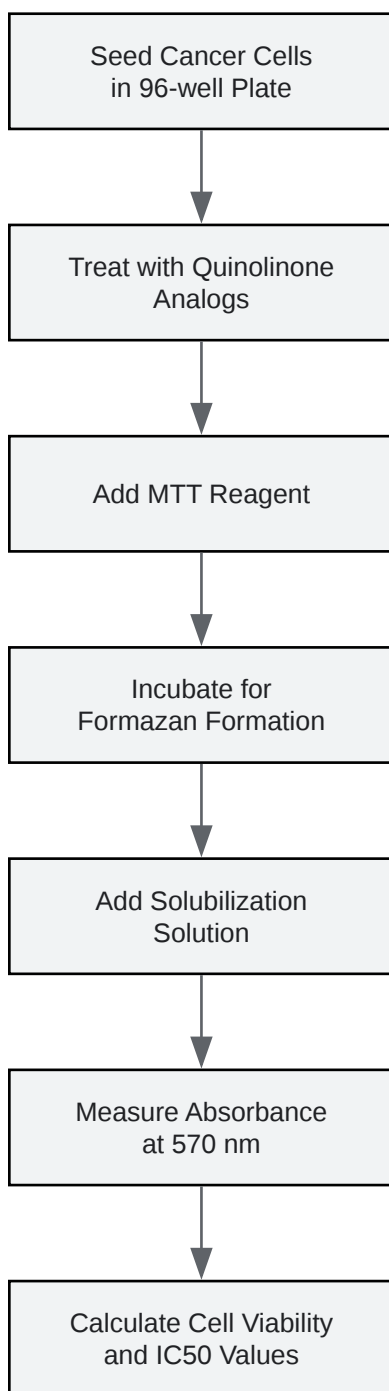 Seed Cancer Cells
in 96-well Plate
Treat with Quinolinone
Analogs
Add MTT Reagent
Incubate for
Formazan Formation
Add Solubilization
Solution
Measure Absorbance
at 570 nm
Calculate Cell Viability
and IC50 Values